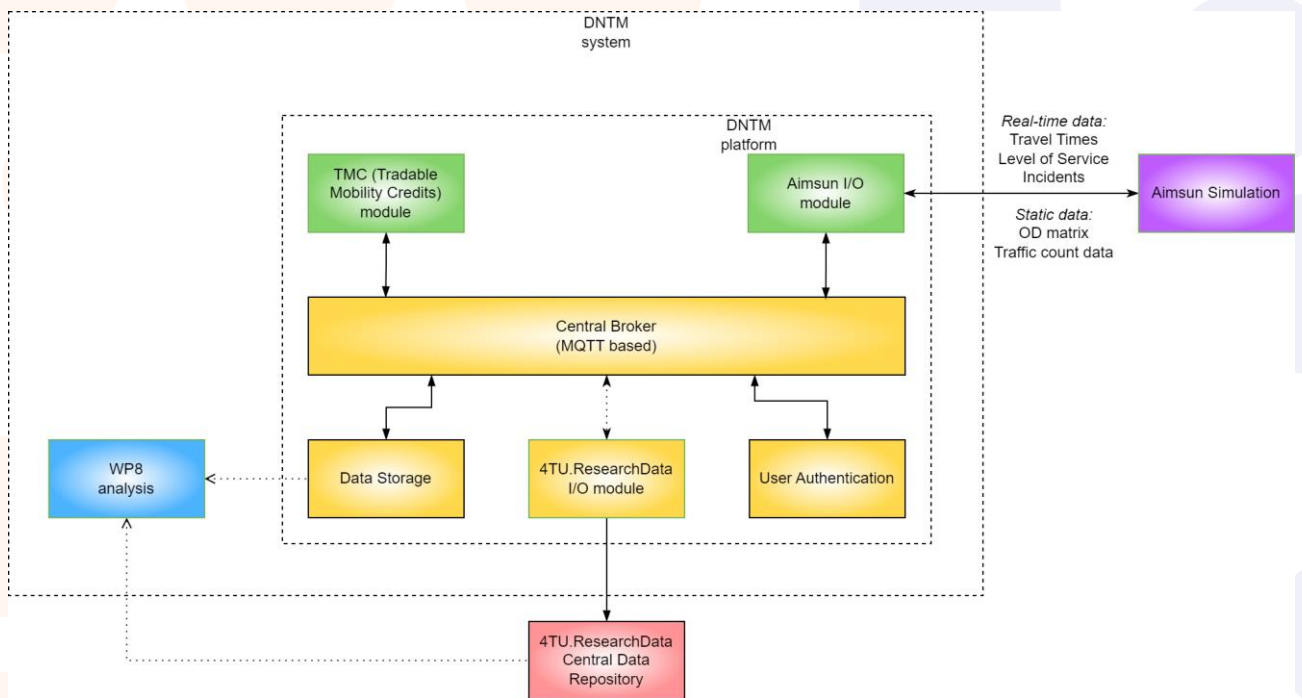 DNTM
system
DNTM
platform
TMC (Tradable
Mobility Credits)
module
Aimsun I/O
module
Real-time data:
Travel Times
Level of Service
Incidents
Static data:
OD matrix
Traffic count data
Aimsun Simulation
Central Broker
(MQTT based)
WP8
analysis
Data Storage
4TU.ResearchData
I/O module
User Authentication
4TU.ResearchData
Central Data
Repository